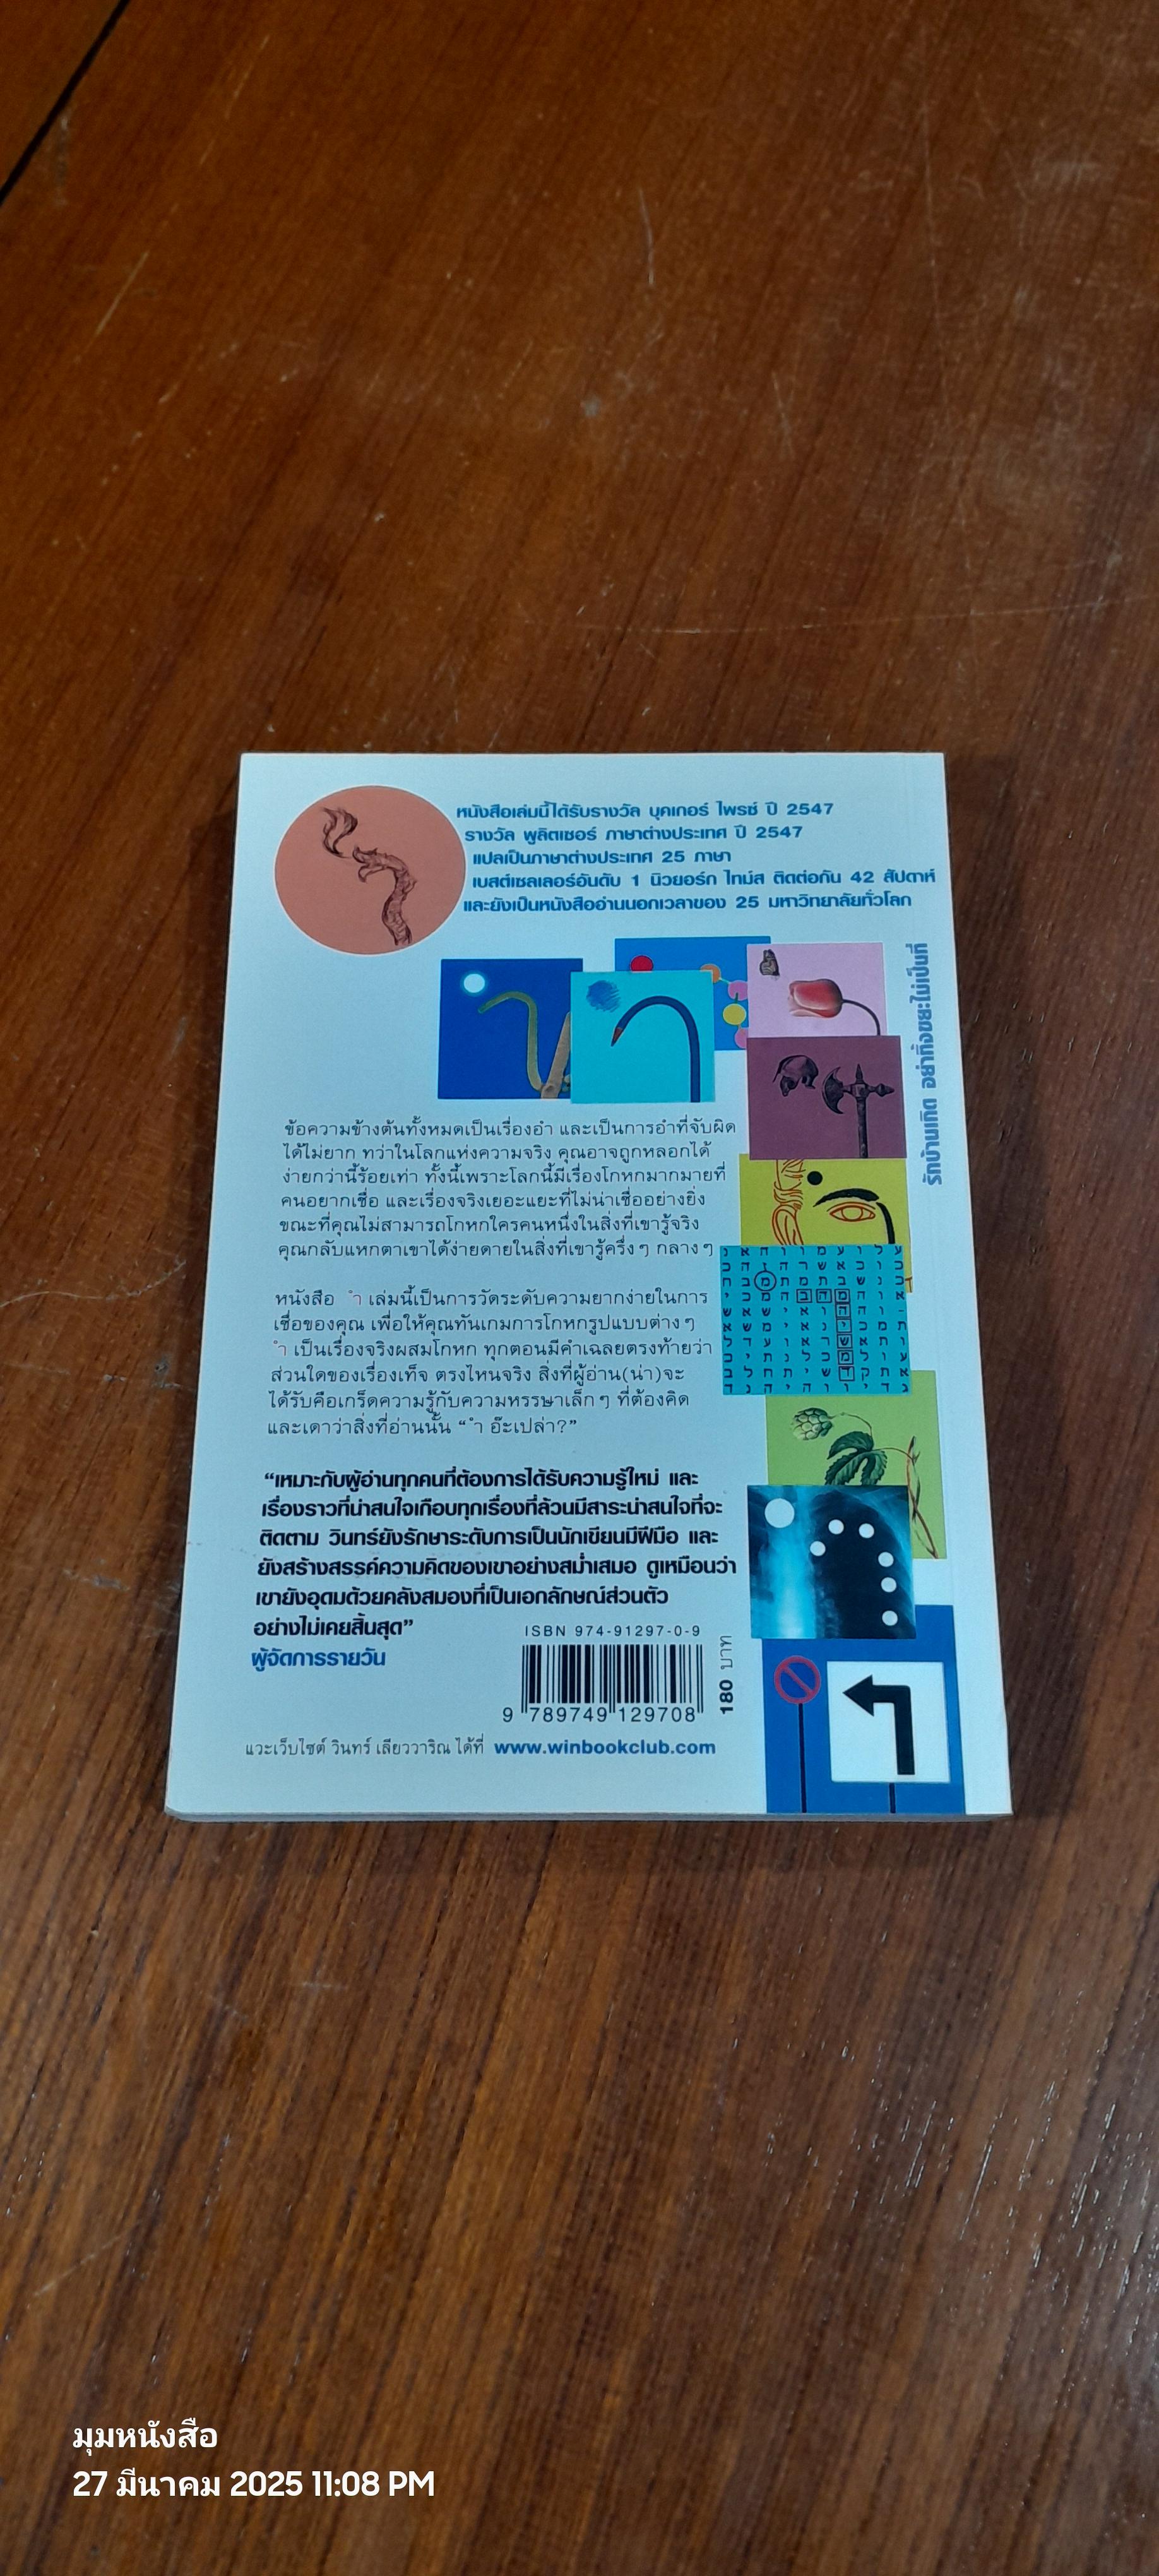 หนังสือเล่มนี้ได้รับรางวัล บุคเกอร์ ไพรซ์ ปี 2547
รางวัล พูลิตเซอร์ ภาษาต่างประเทศ ปี 2547
แปลเป็นภาษาต่างประเทศ 25 ภาษา
เบสต์เซลเลอร์อันดับ 1 นิวยอร์ก ไทม์ส ติดต่อกัน 42 สัปดาห์
และยังเป็นหนังสืออ่านนอกเวลาของ 25 มหาวิทยาลัยทั่วโลก
รักบ้านเกิด อย่าทิ้งขยะไม่เป็นที่
ข้อความข้างต้นทั้งหมดเป็นเรื่องอำ และเป็นการอำที่จับผิด
ได้ไม่ยาก ทว่าในโลกแห่งความจริง คุณอาจถูกหลอกได้
ง่ายกว่านี้ร้อยเท่า ทั้งนี้เพราะโลกนี้มีเรื่องโกหกมากมายที่
คนอยากเชื่อ และเรื่องจริงเยอะแยะที่ไม่น่าเชื่ออย่างยิ่ง
ขณะที่คุณไม่สามารถโกหกใครคนหนึ่งในสิ่งที่เขารู้จริง
คุณกลับแหกตาเขาได้ง่ายดายในสิ่งที่เขารู้ครึ่ง ๆ กลาง ๆ
หนังสือ ำ เล่มนี้เป็นการวัดระดับความยากง่ายในการ
เชื่อของคุณ เพื่อให้คุณทันเกมการโกหกรูปแบบต่าง ๆ
ำ เป็นเรื่องจริงผสมโกหก ทุกตอนมีคำเฉลยตรงท้ายว่า
ส่วนใดของเรื่องเท็จ ตรงไหนจริง สิ่งที่ผู้อ่าน(น่า)จะ
ได้รับคือเกร็ดความรู้กับความหรรษาเล็ก ๆ ที่ต้องคิด
และเดาว่าสิ่งที่อ่านนั้น “ ำ อ๊ะเปล่า?”
“เหมาะกับผู้อ่านทุกคนที่ต้องการได้รับความรู้ใหม่ และ
เรื่องราวที่น่าสนใจเกือบทุกเรื่องที่ล้วนมีสาระน่าสนใจที่จะ
ติดตาม วินทร์ยังรักษาระดับการเป็นนักเขียนมีฝีมือ และ
ยังสร้างสรรค์ความคิดของเขาอย่างสม่ำเสมอ ดูเหมือนว่า
เขายังอุดมด้วยคลังสมองที่เป็นเอกลักษณ์ส่วนตัว
อย่างไม่เคยสิ้นสุด”
ผู้จัดการรายวัน
ISBN 974-91297-0-9
9 789749 129708
180 บาท
แวะเว็บไซต์ วินทร์ เลียววาริณ ได้ที่ www.winbookclub.com
มุมหนังสือ
27 มีนาคม 2025 11:08 PM